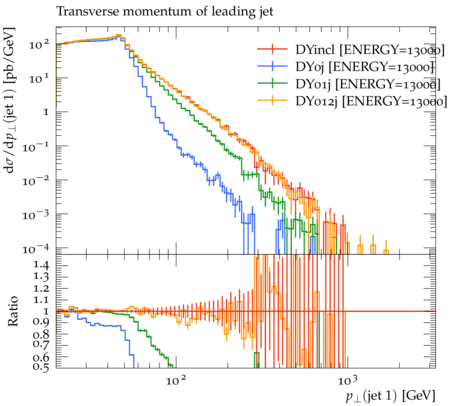 Transverse momentum of leading jet
dσ/dp⊥(jet 1) [pb/GeV]
10²
10¹
1
10⁻¹
10⁻²
10⁻³
10⁻⁴
DYincl [ENERGY=13000]
DY0j [ENERGY=13000]
DY01j [ENERGY=13000]
DY012j [ENERGY=13000]
Ratio
1.4
1.3
1.2
1.1
1
0.9
0.8
0.7
0.6
0.5
10² 10³
p⊥(jet 1) [GeV]